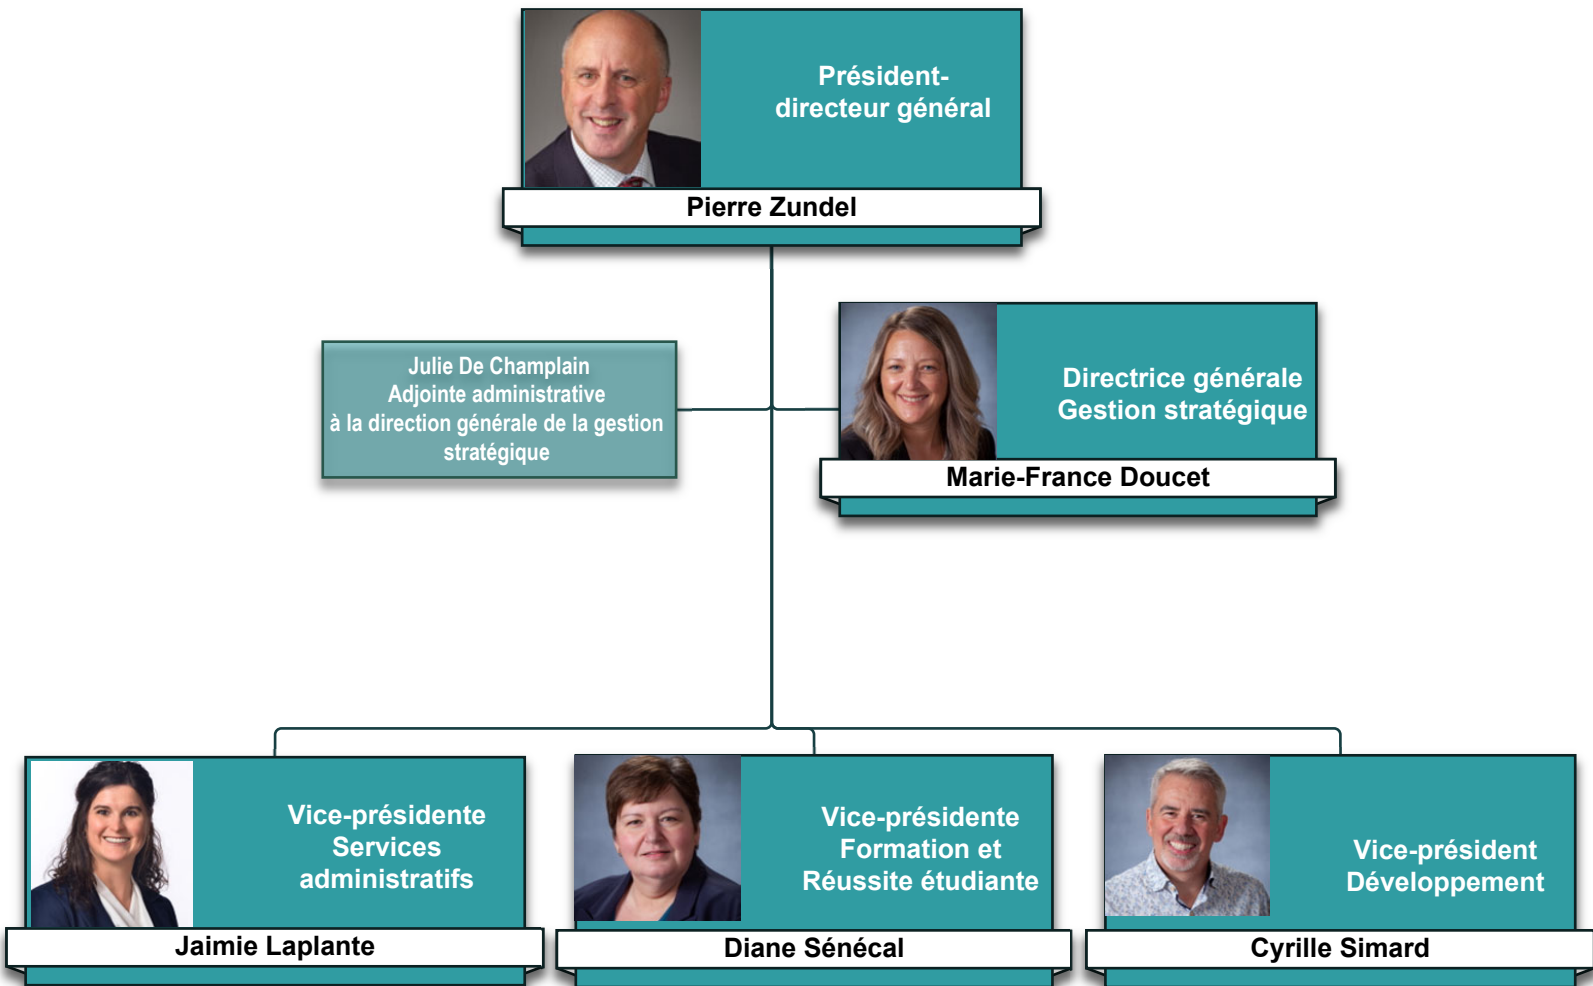 Président-
directeur général
Pierre Zundel
Julie De Champlain
Adjointe administrative
à la direction générale de la gestion
stratégique
Directrice générale
Gestion stratégique
Marie-France Doucet
Vice-présidente
Services
administratifs
Jaimie Laplante
Vice-présidente
Formation et
Réussite étudiante
Diane Sénécal
Vice-président
Développement
Cyrille Simard